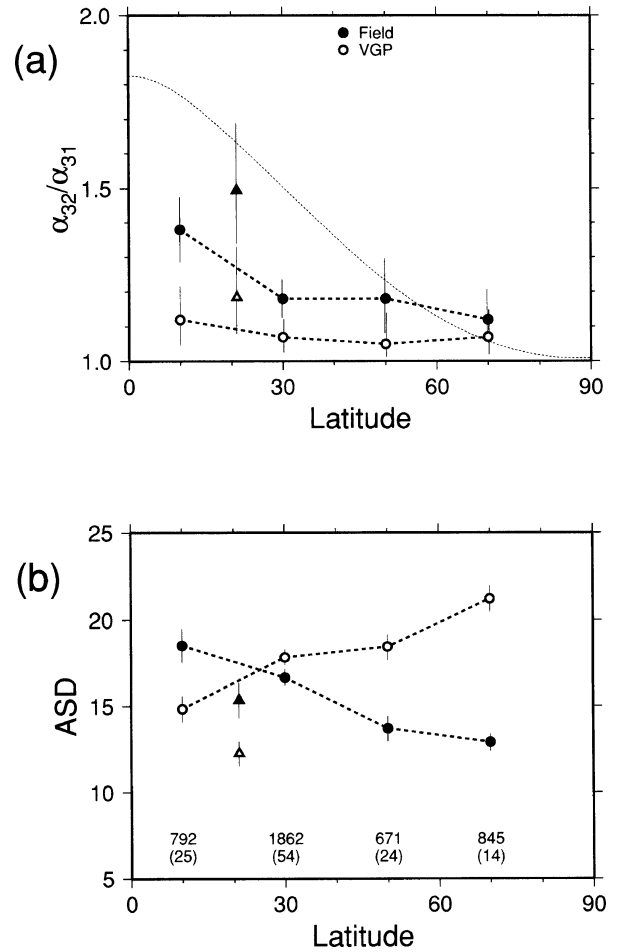 (a)
2.0
Field
VGP
α32/α31
1.5
1.0
0 30 60 90
Latitude
(b)
25
20
ASD
15
10
792 1862 671 845
(25) (54) (24) (14)
5
0 30 60 90
Latitude